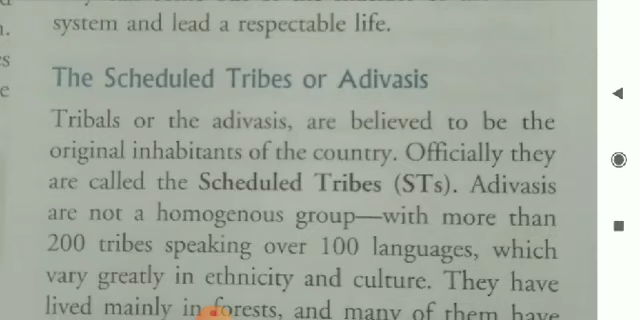 system and lead a respectable life.
The Scheduled Tribes or Adivasis
Tribals or the adivasis, are believed to be the
original inhabitants of the country. Officially they
are called the Scheduled Tribes (STs). Adivasis
are not a homogenous group—with more than
200 tribes speaking over 100 languages, which
vary greatly in ethnicity and culture. They have
lived mainly in forests, and many of them have